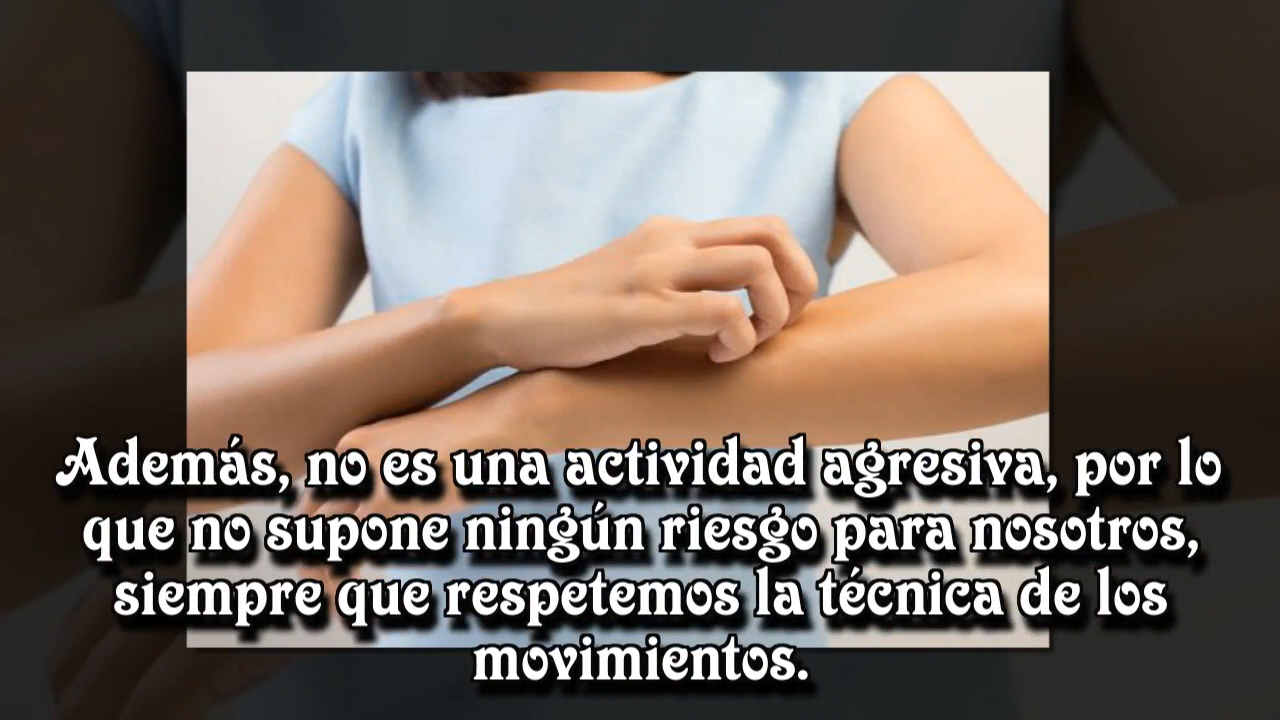 Además, no es una actividad agresiva, por lo
que no supone ningún riesgo para nosotros,
siempre que respetemos la técnica de los
movimientos.